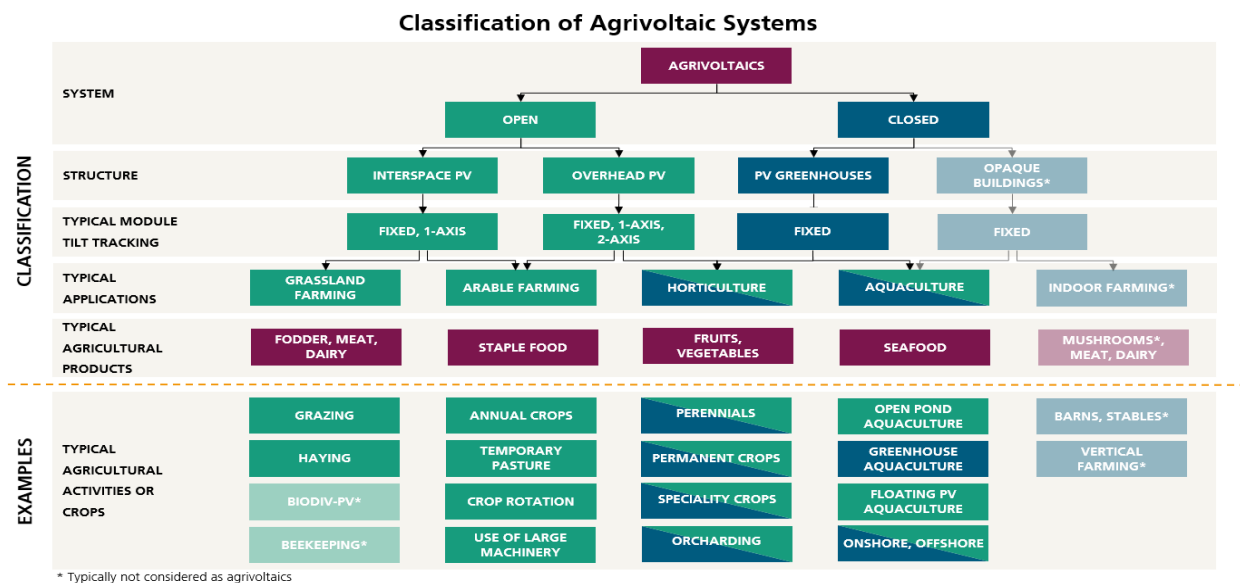 Classification of Agrivoltaic Systems
CLASSIFICATION
SYSTEM
AGRIVOLTAICS
OPEN
CLOSED
STRUCTURE
INTERSPACE PV
OVERHEAD PV
PV GREENHOUSES
OPAQUE
BUILDINGS*
TYPICAL MODULE
TILT TRACKING
FIXED, 1-AXIS
FIXED, 1-AXIS,
2-AXIS
FIXED
FIXED
TYPICAL
APPLICATIONS
GRASSLAND
FARMING
ARABLE FARMING
HORTICULTURE
AQUACULTURE
INDOOR FARMING*
TYPICAL
AGRICULTURAL
PRODUCTS
FODDER, MEAT,
DAIRY
STAPLE FOOD
FRUITS,
VEGETABLES
SEAFOOD
MUSHROOMS*,
MEAT, DAIRY
EXAMPLES
TYPICAL
AGRICULTURAL
ACTIVITIES OR
CROPS
GRAZING
HAYING
BIODIV-PV*
BEEKEEPING*
ANNUAL CROPS
TEMPORARY
PASTURE
CROP ROTATION
USE OF LARGE
MACHINERY
PERENNIALS
PERMANENT CROPS
SPECIALITY CROPS
ORCHARDING
OPEN POND
AQUACULTURE
GREENHOUSE
AQUACULTURE
FLOATING PV
AQUACULTURE
ONSHORE, OFFSHORE
BARNS, STABLES*
VERTICAL
FARMING*
* Typically not considered as agrivoltaics